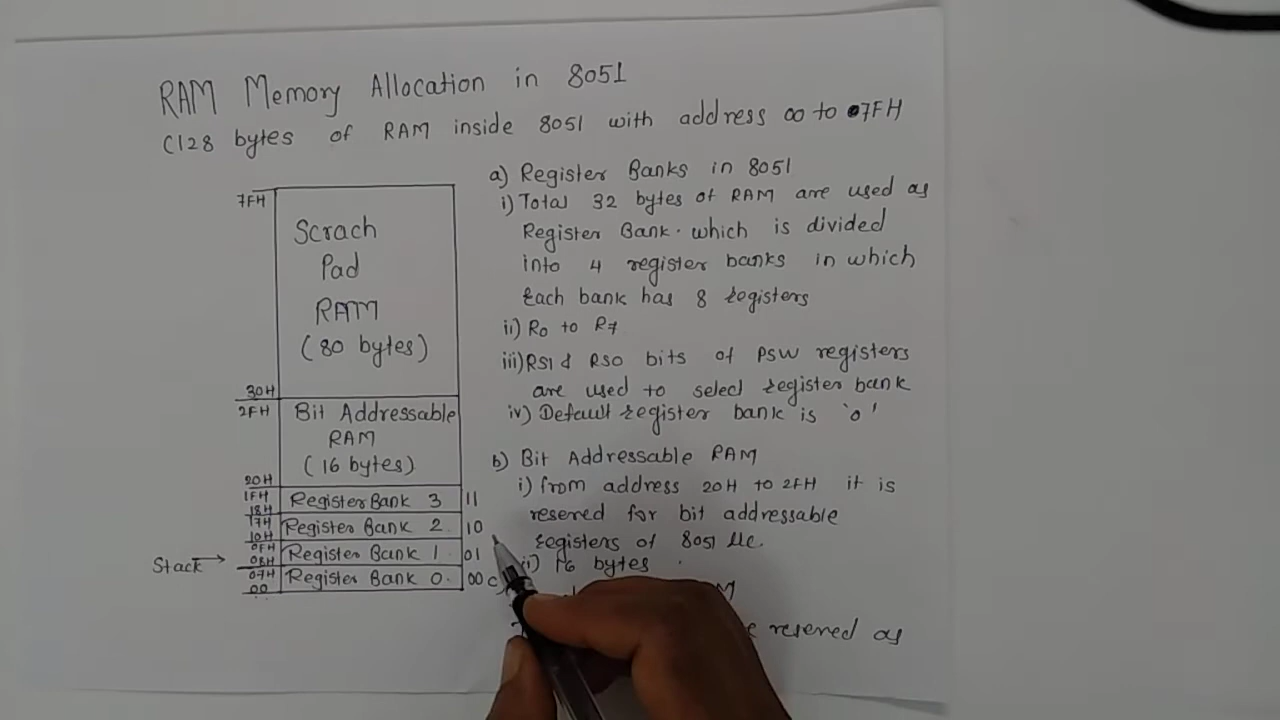 RAM Memory Allocation in 8051
(128 bytes of RAM inside 8051 with address 00 to 07FH
7FH
Scrach
Pad
RAM
(80 bytes)
30H
2FH
Bit Addressable
RAM
(16 bytes)
20H
1FH
Register Bank 3 11
18H
17H
Register Bank 2. 10
10H
0FH
Register Bank 1. 01
08H
Stack
07H
Register Bank 0. 00
00
a) Register Banks in 8051
i) Total 32 bytes of RAM are used as
Register Bank. which is divided
into 4 register banks in which
Each bank has 8 registers
ii) R0 to R7
iii) RS1 & RS0 bits of PSW registers
are used to select register bank
iv) Default register bank is '0'
b) Bit Addressable RAM
i) from address 20H to 2FH it is
reserved for bit addressable
registers of 8051 μc.
ii) 16 bytes
c)
reserved as